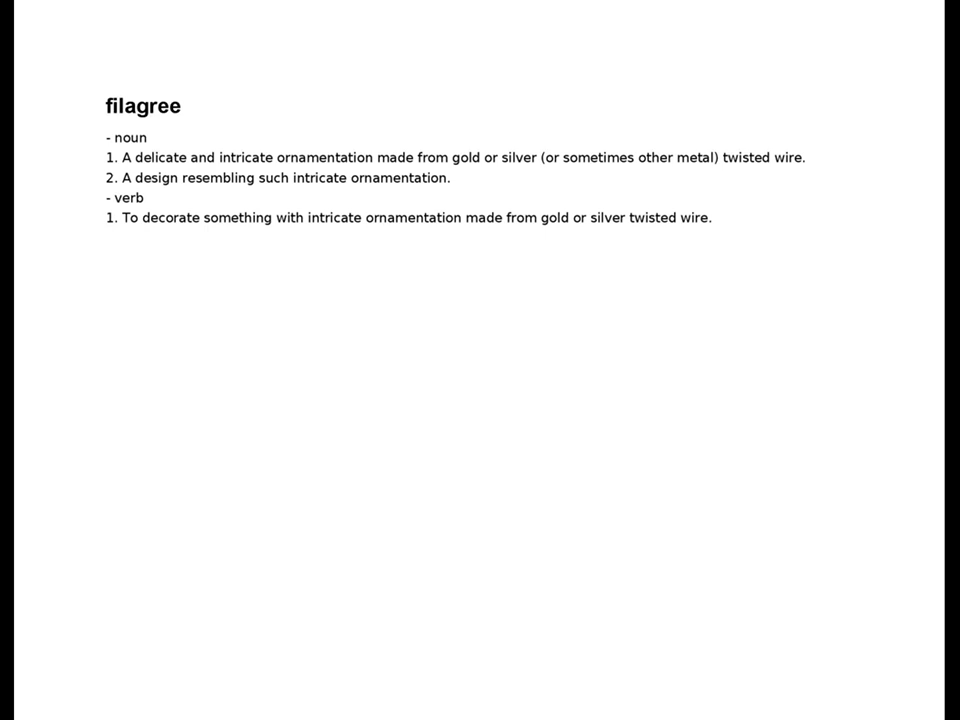 filagree
- noun
1. A delicate and intricate ornamentation made from gold or silver (or sometimes other metal) twisted wire.
2. A design resembling such intricate ornamentation.
- verb
1. To decorate something with intricate ornamentation made from gold or silver twisted wire.